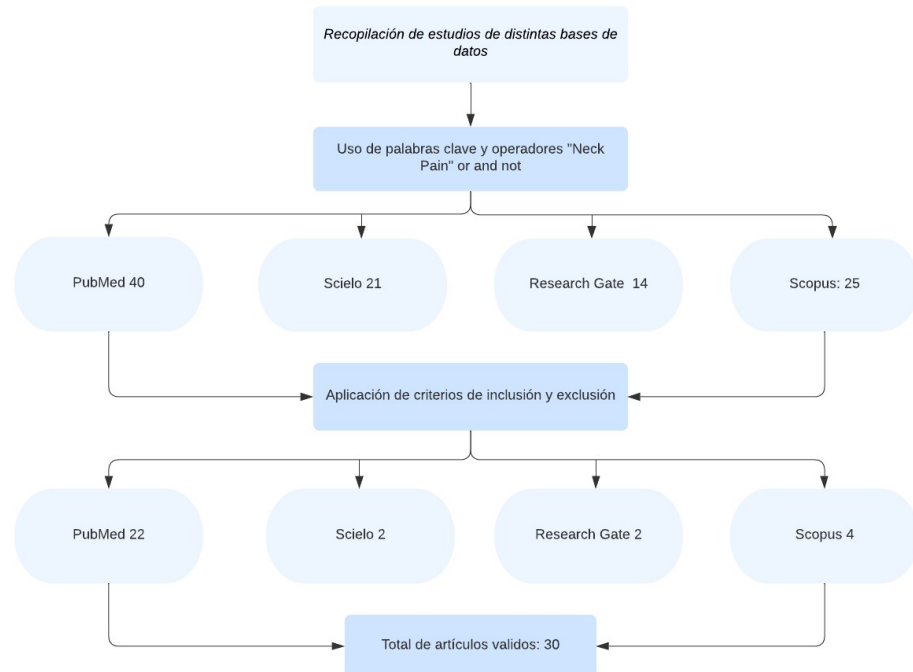 Recopilación de estudios de distintas bases de
datos
Uso de palabras clave y operadores "Neck
Pain" or and not
PubMed 40
Scielo 21
Research Gate 14
Scopus: 25
Aplicación de criterios de inclusión y exclusión
PubMed 22
Scielo 2
Research Gate 2
Scopus 4
Total de artículos validos: 30